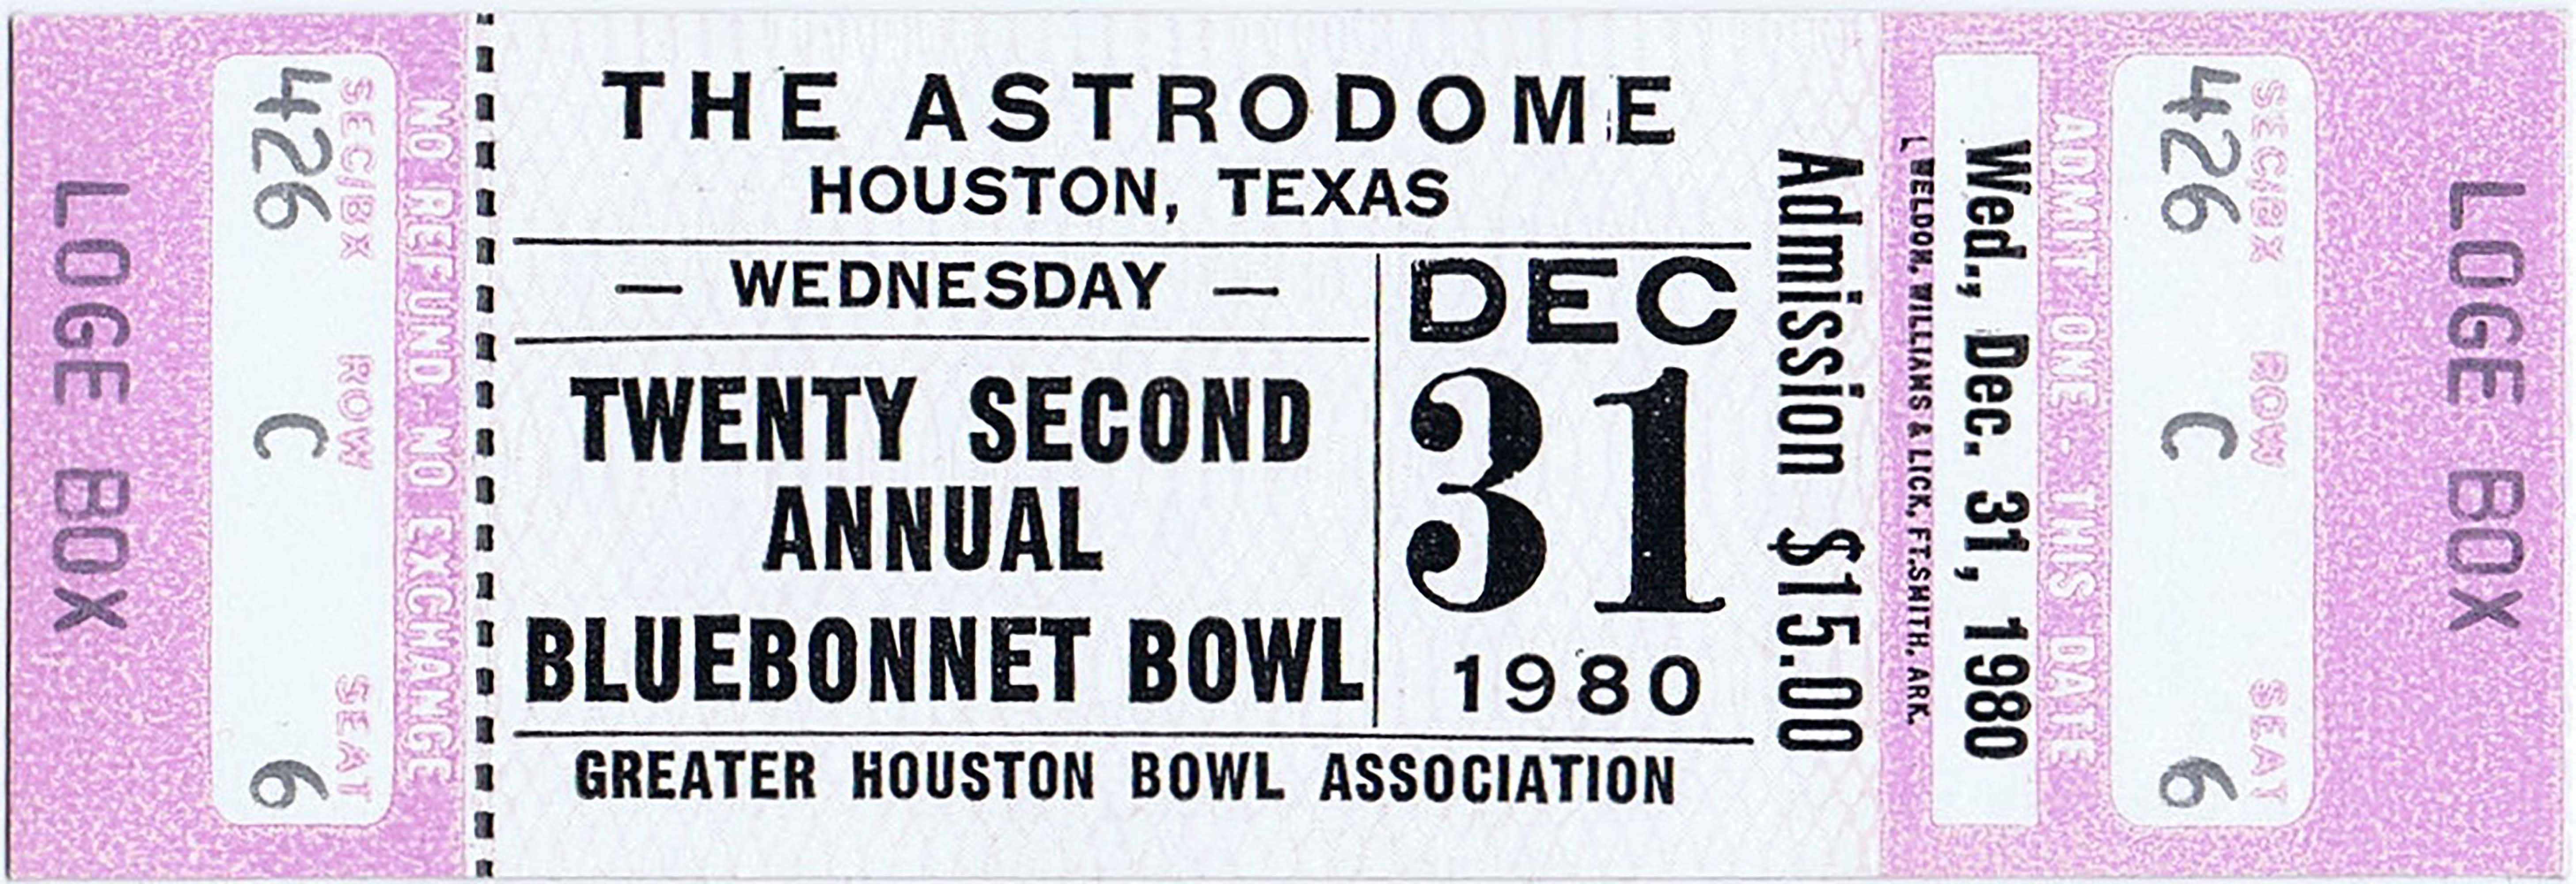 LOGE BOX
SEC/BX ROW SEAT
426 C 6
NO REFUND-NO EXCHANGE
THE ASTRODOME
HOUSTON, TEXAS
— WEDNESDAY —
TWENTY SECOND
ANNUAL
BLUEBONNET BOWL
DEC
31
1980
GREATER HOUSTON BOWL ASSOCIATION
Admission $15.00
WELDON, WILLIAMS & LICK, FT.SMITH, ARK.
Wed., Dec. 31, 1980
ADMIT ONE - THIS DATE
SEC/BX ROW SEAT
426 C 6
LOGE BOX